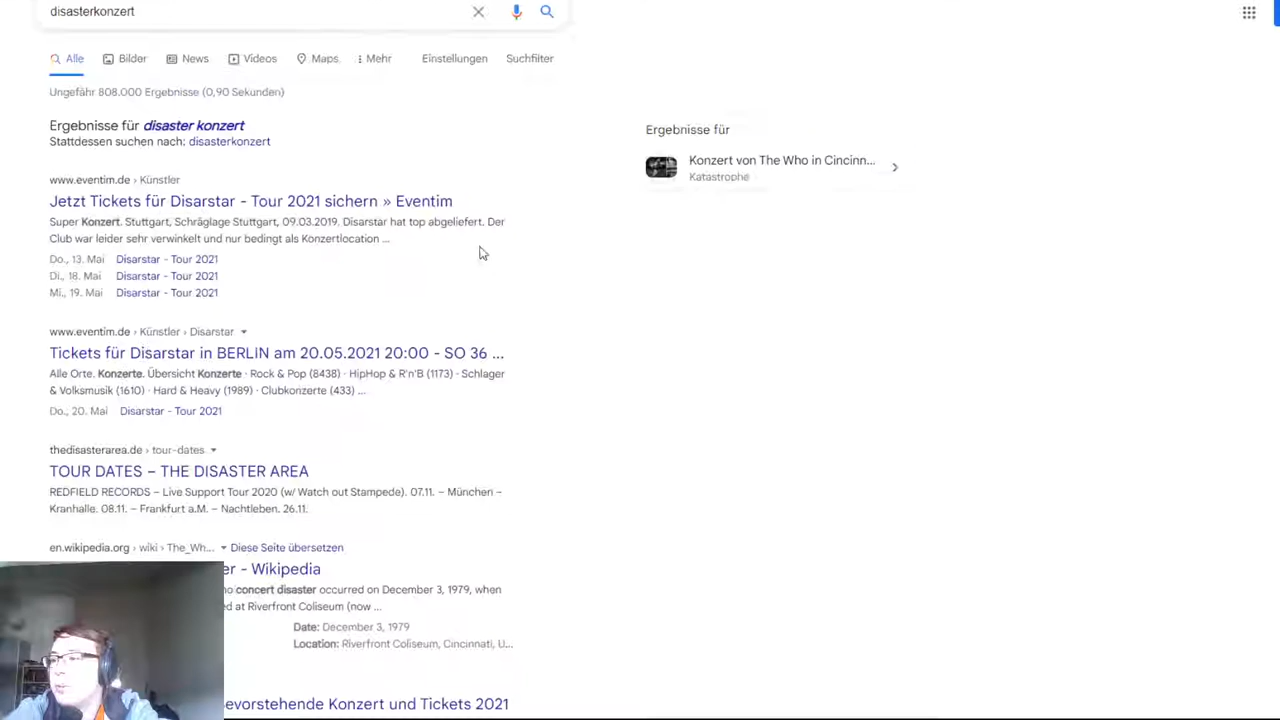 disasterkonzert
Alle Bilder News Videos Maps Mehr Einstellungen Suchfilter
Ungefähr 808.000 Ergebnisse (0,90 Sekunden)
Ergebnisse für disaster konzert
Stattdessen suchen nach: disasterkonzert
www.eventim.de › Künstler
Jetzt Tickets für Disarstar - Tour 2021 sichern » Eventim
Super Konzert. Stuttgart, Schräglage Stuttgart, 09.03.2019. Disarstar hat top abgeliefert. Der
Club war leider sehr verwinkelt und nur bedingt als Konzertlocation ...
Do., 13. Mai Disarstar - Tour 2021
Di., 18. Mai Disarstar - Tour 2021
Mi., 19. Mai Disarstar - Tour 2021
www.eventim.de › Künstler › Disarstar
Tickets für Disarstar in BERLIN am 20.05.2021 20:00 - SO 36 ...
Alle Orte. Konzerte. Übersicht Konzerte · Rock & Pop (8438) · HipHop & R'n'B (1173) · Schlager
& Volksmusik (1610) · Hard & Heavy (1989) · Clubkonzerte (433) ...
Do., 20. Mai Disarstar - Tour 2021
thedisasterarea.de › tour-dates
TOUR DATES – THE DISASTER AREA
REDFIELD RECORDS – Live Support Tour 2020 (w/ Watch out Stampede). 07.11. – München –
Kranhalle. 08.11. – Frankfurt a.M. – Nachtleben. 26.11.
en.wikipedia.org › wiki › The_Wh... Diese Seite übersetzen
er - Wikipedia
ho concert disaster occurred on December 3, 1979, when
ed at Riverfront Coliseum (now ...
Date: December 3, 1979
Location: Riverfront Coliseum, Cincinnati, U...
evorstehende Konzert und Tickets 2021
Ergebnisse für
Konzert von The Who in Cincinn...
Katastrophe